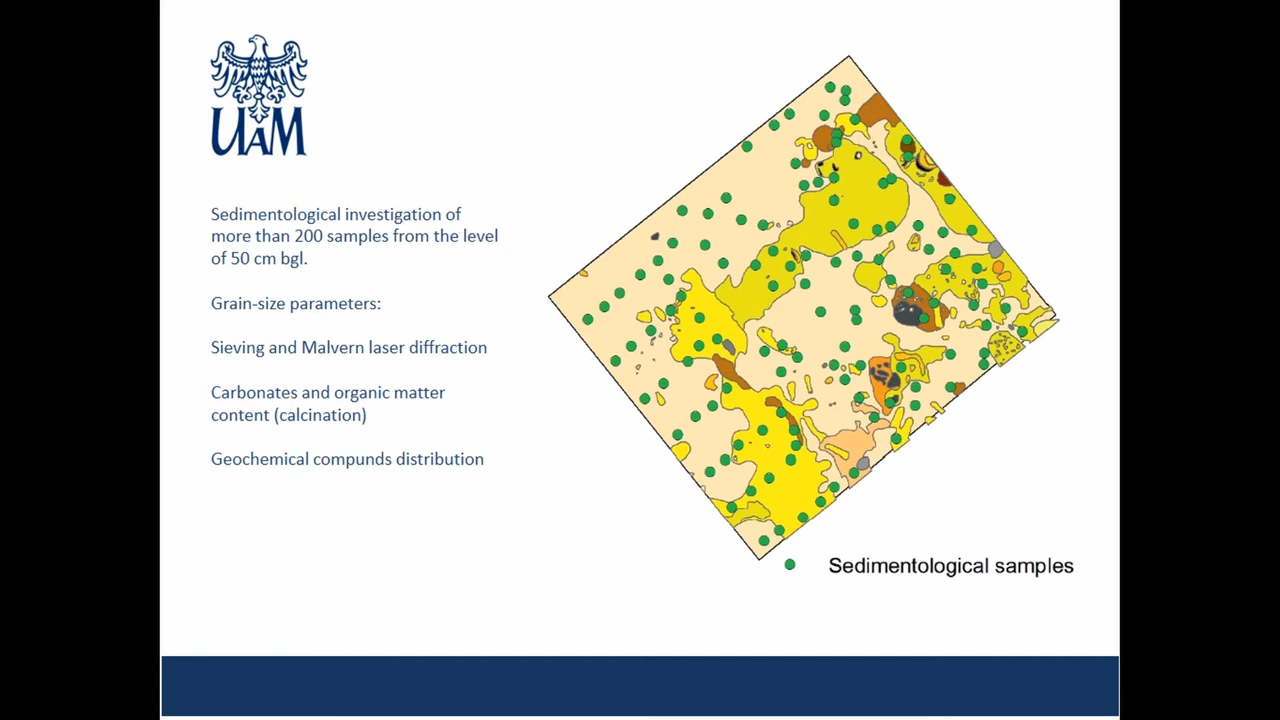 UAM
Sedimentological investigation of
more than 200 samples from the level
of 50 cm bgl.
Grain-size parameters:
Sieving and Malvern laser diffraction
Carbonates and organic matter
content (calcination)
Geochemical compunds distribution
Sedimentological samples